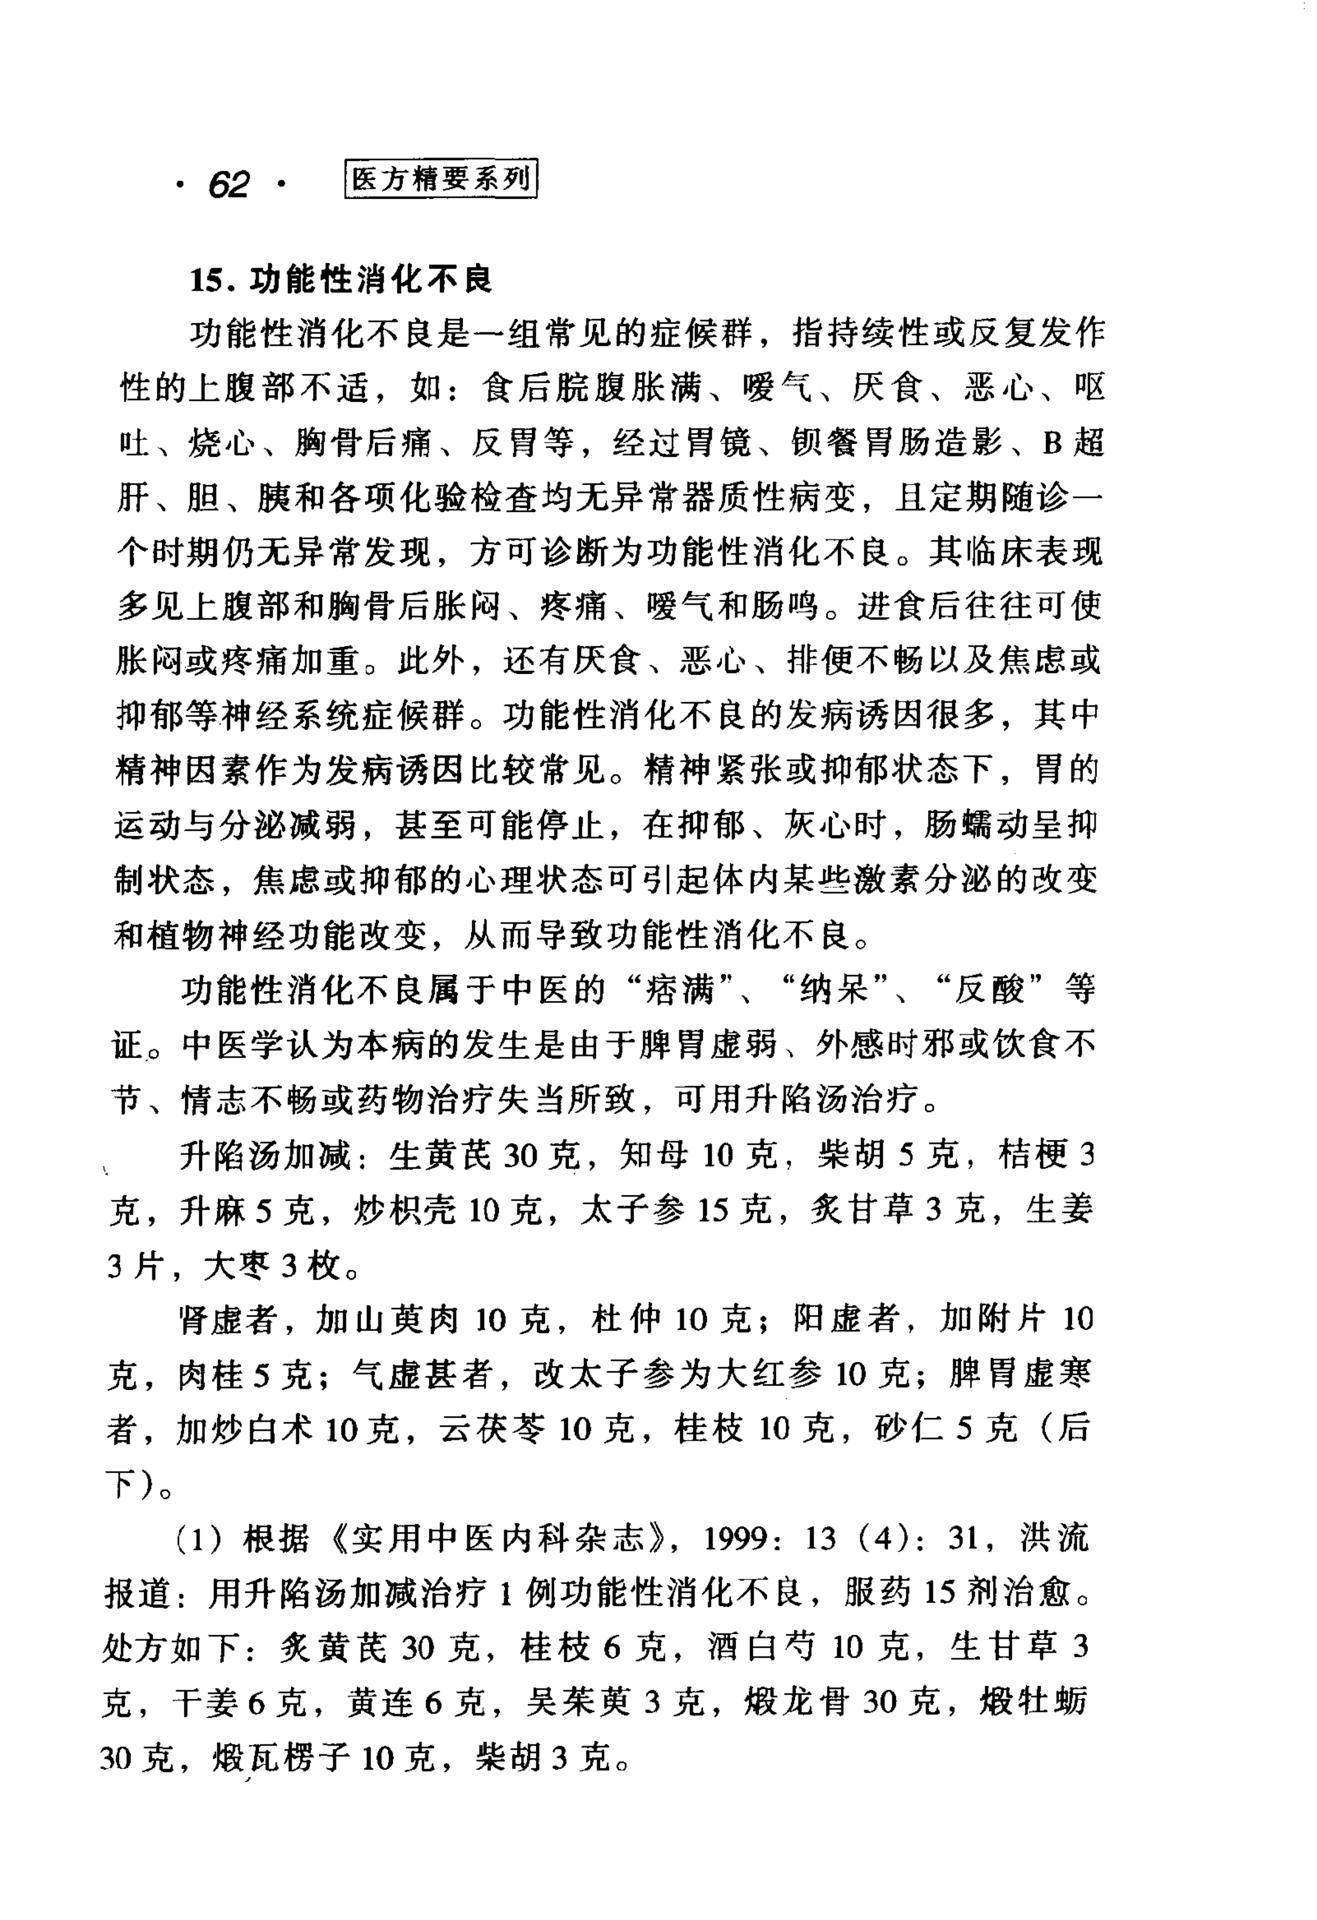 · 62 · 医方精要系列
15. 功能性消化不良
功能性消化不良是一组常见的症候群，指持续性或反复发作
性的上腹部不适，如：食后脘腹胀满、嗳气、厌食、恶心、呕
吐、烧心、胸骨后痛、反胃等，经过胃镜、钡餐胃肠造影、B 超
肝、胆、胰和各项化验检查均无异常器质性病变，且定期随诊一
个时期仍无异常发现，方可诊断为功能性消化不良。其临床表现
多见上腹部和胸骨后胀闷、疼痛、嗳气和肠鸣。进食后往往可使
胀闷或疼痛加重。此外，还有厌食、恶心、排便不畅以及焦虑或
抑郁等神经系统症候群。功能性消化不良的发病诱因很多，其中
精神因素作为发病诱因比较常见。精神紧张或抑郁状态下，胃的
运动与分泌减弱，甚至可能停止，在抑郁、灰心时，肠蠕动呈抑
制状态，焦虑或抑郁的心理状态可引起体内某些激素分泌的改变
和植物神经功能改变，从而导致功能性消化不良。
功能性消化不良属于中医的“痞满”、“纳呆”、“反酸”等
证。中医学认为本病的发生是由于脾胃虚弱、外感时邪或饮食不
节、情志不畅或药物治疗失当所致，可用升陷汤治疗。
升陷汤加减：生黄芪 30 克，知母 10 克，柴胡 5 克，桔梗 3
克，升麻 5 克，炒枳壳 10 克，太子参 15 克，炙甘草 3 克，生姜
3 片，大枣 3 枚。
肾虚者，加山萸肉 10 克，杜仲 10 克；阳虚者，加附片 10
克，肉桂 5 克；气虚甚者，改太子参为大红参 10 克；脾胃虚寒
者，加炒白术 10 克，云茯苓 10 克，桂枝 10 克，砂仁 5 克（后
下）。
（1）根据《实用中医内科杂志》，1999：13（4）：31，洪流
报道：用升陷汤加减治疗 1 例功能性消化不良，服药 15 剂治愈。
处方如下：炙黄芪 30 克，桂枝 6 克，酒白芍 10 克，生甘草 3
克，干姜 6 克，黄连 6 克，吴茱萸 3 克，煅龙骨 30 克，煅牡蛎
30 克，煅瓦楞子 10 克，柴胡 3 克。